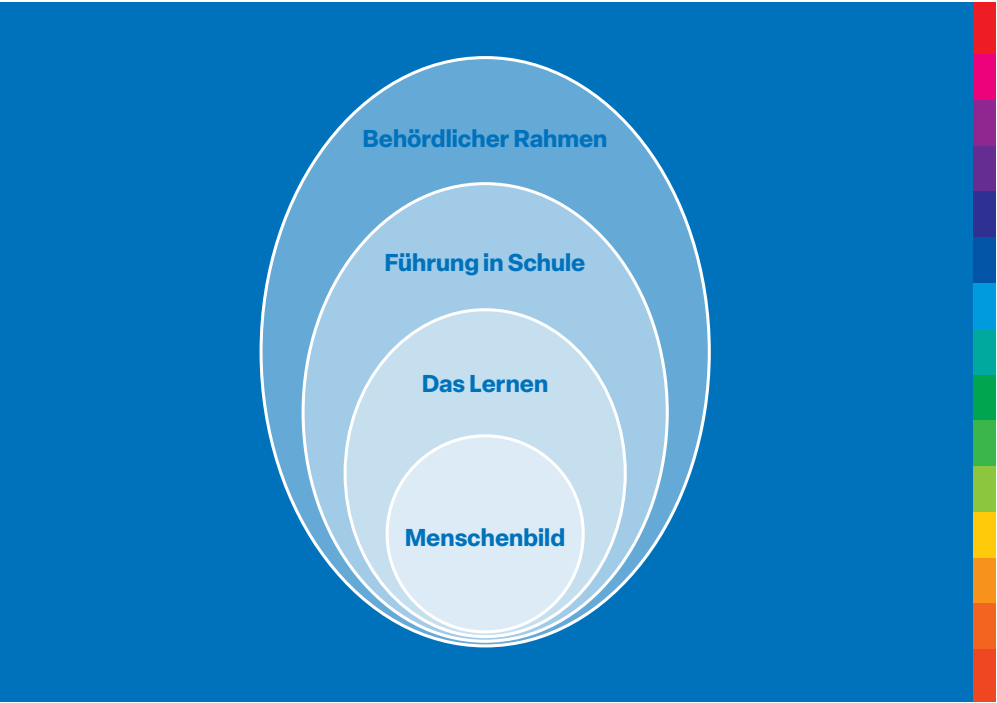 Behördlicher Rahmen
Führung in Schule
Das Lernen
Menschenbild